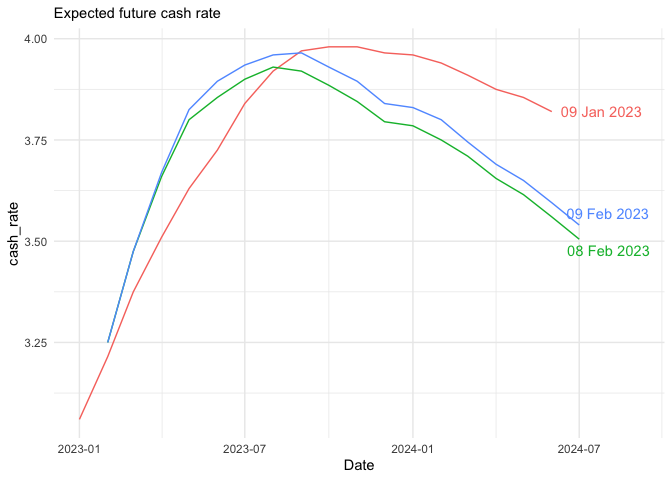 Expected future cash rate
4.00
3.75
3.50
3.25
cash_rate
09 Jan 2023
09 Feb 2023
08 Feb 2023
2023-01
2023-07
2024-01
2024-07
Date